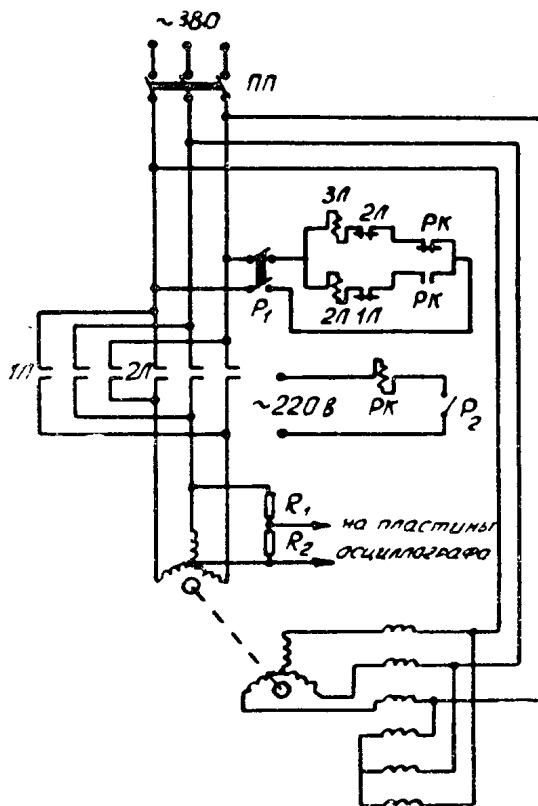 ~380
ПП
3Л
2Л
РК
Р1
2Л
1Л
РК
1Л
2Л
~220 в
РК
Р2
R1
на пластины
R2
осциллографа